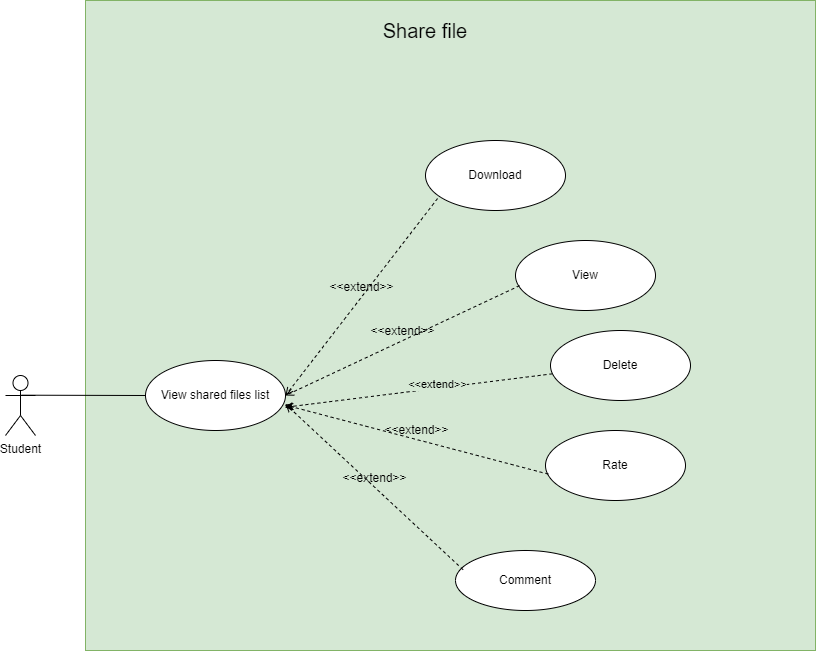 Share file
Download
<<extend>>
View
<<extend>>
Delete
<<extend>>
View shared files list
Student
<<extend>>
Rate
<<extend>>
Comment